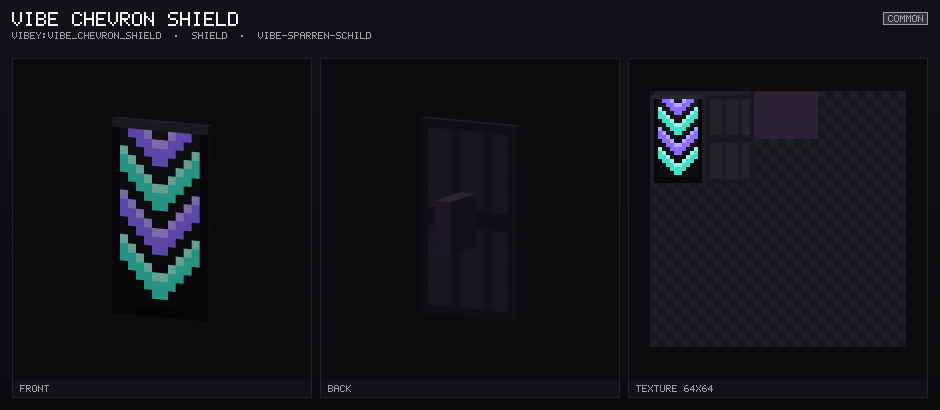 VIBE CHEVRON SHIELD
COMMON
VIBEY:VIBE_CHEVRON_SHIELD • SHIELD • VIBE-SPARREN-SCHILD
FRONT
BACK
TEXTURE 64X64